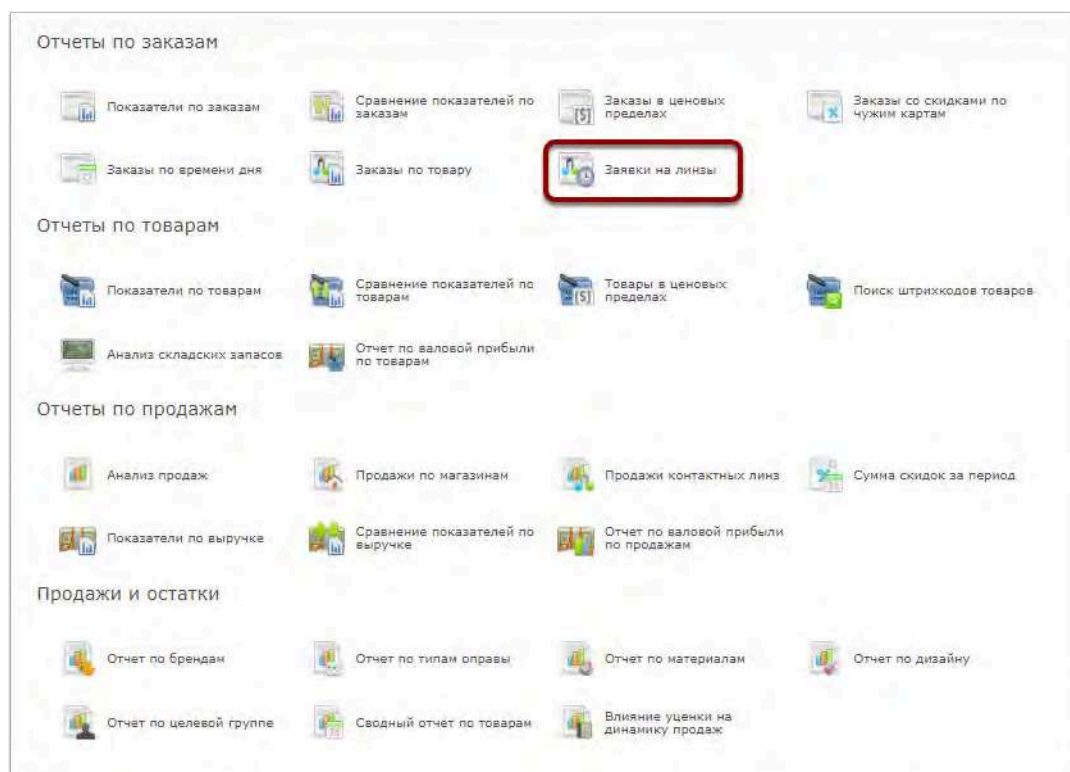 Отчеты по заказам
Показатели по заказам
Сравнение показателей по
заказам
Заказы в ценовых
пределах
Заказы со скидками по
чужим картам
Заказы по времени дня
Заказы по товару
Заявки на линзы
Отчеты по товарам
Показатели по товарам
Сравнение показателей по
товарам
Товары в ценовых
пределах
Поиск штрихкодов товаров
Анализ складских запасов
Отчет по валовой прибыли
по товарам
Отчеты по продажам
Анализ продаж
Продажи по магазинам
Продажи контактных линз
Сумма скидок за период
Показатели по выручке
Сравнение показателей по
выручке
Отчет по валовой прибыли
по продажам
Продажи и остатки
Отчет по брендам
Отчет по типам оправы
Отчет по материалам
Отчет по дизайну
Отчет по целевой группе
Сводный отчет по товарам
Влияние уценки на
динамику продаж